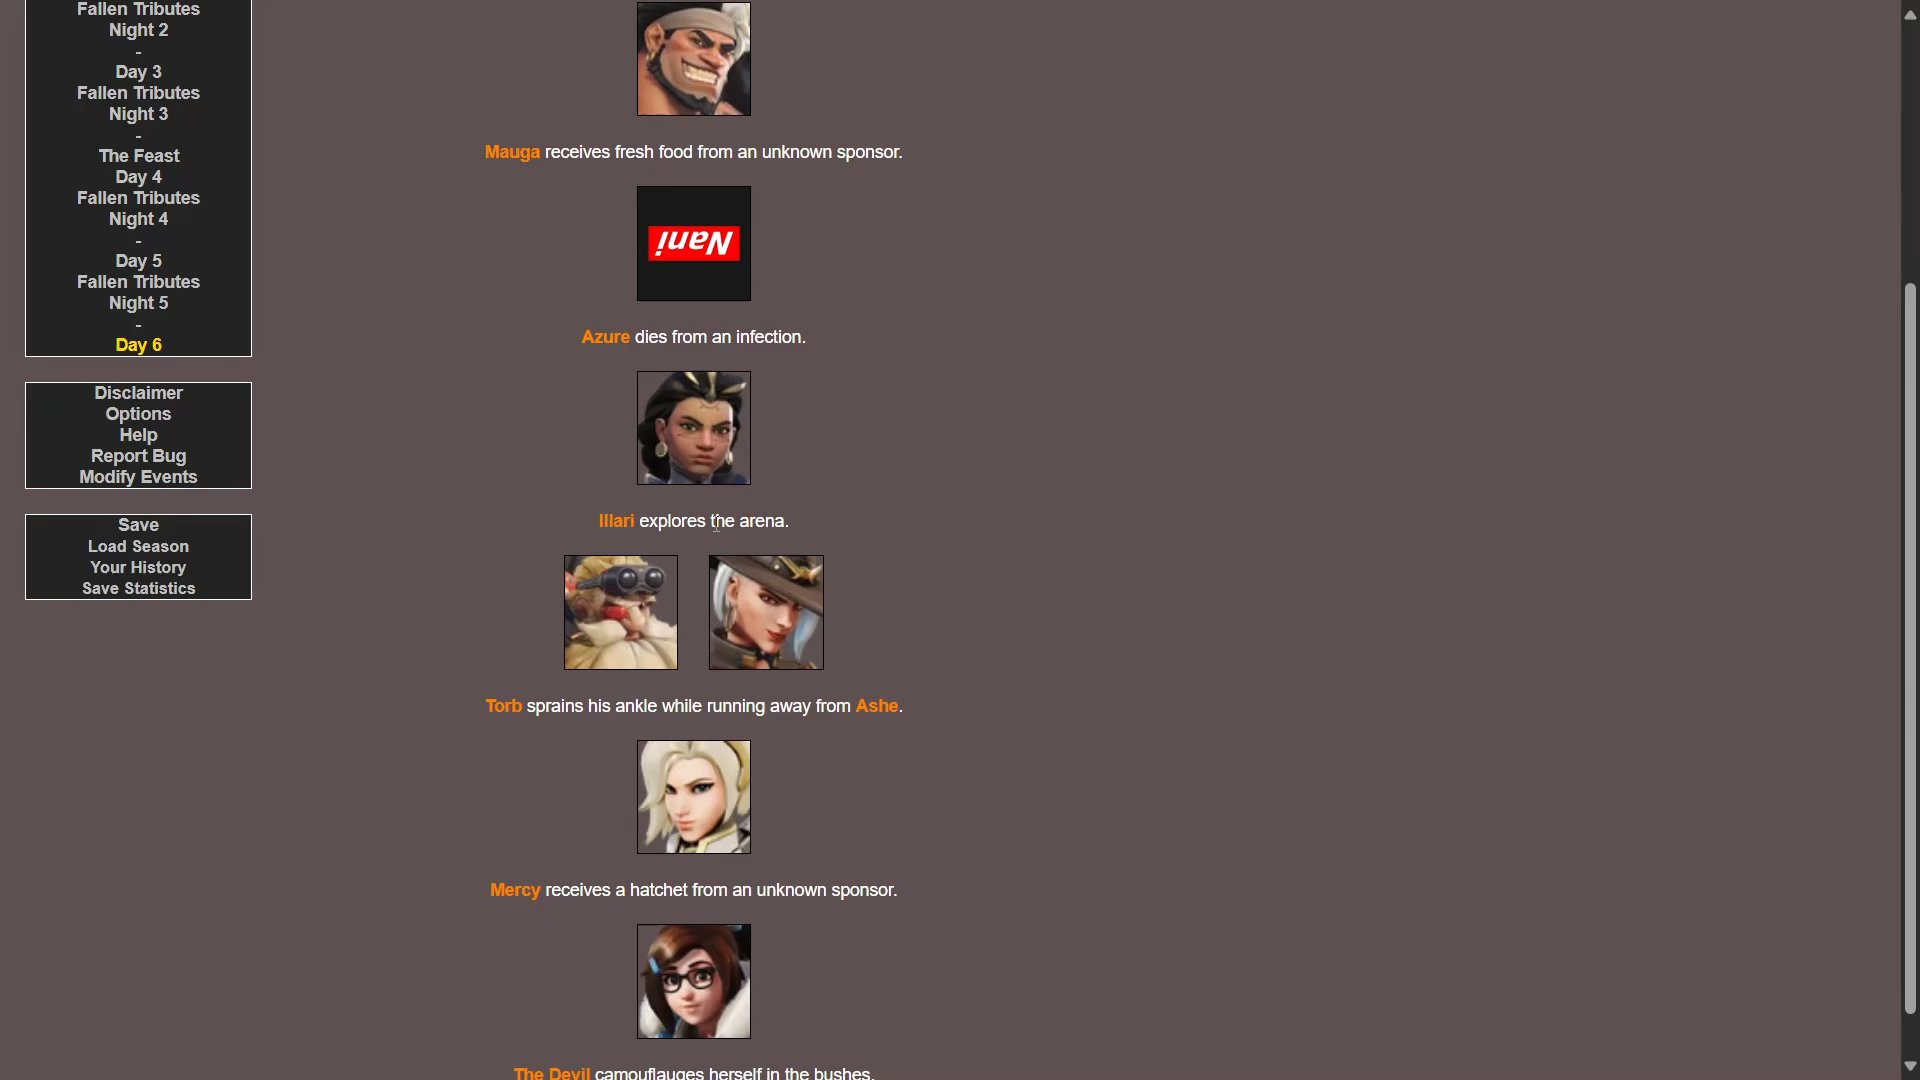 Fallen Tributes
Night 2
-
Day 3
Fallen Tributes
Night 3
-
The Feast
Day 4
Fallen Tributes
Night 4
-
Day 5
Fallen Tributes
Night 5
-
Day 6
Disclaimer
Options
Help
Report Bug
Modify Events
Save
Load Season
Your History
Save Statistics
Mauga receives fresh food from an unknown sponsor.
Nani
Azure dies from an infection.
Illari explores the arena.
Torb sprains his ankle while running away from Ashe.
Mercy receives a hatchet from an unknown sponsor.
The Devil camouflauges herself in the bushes.